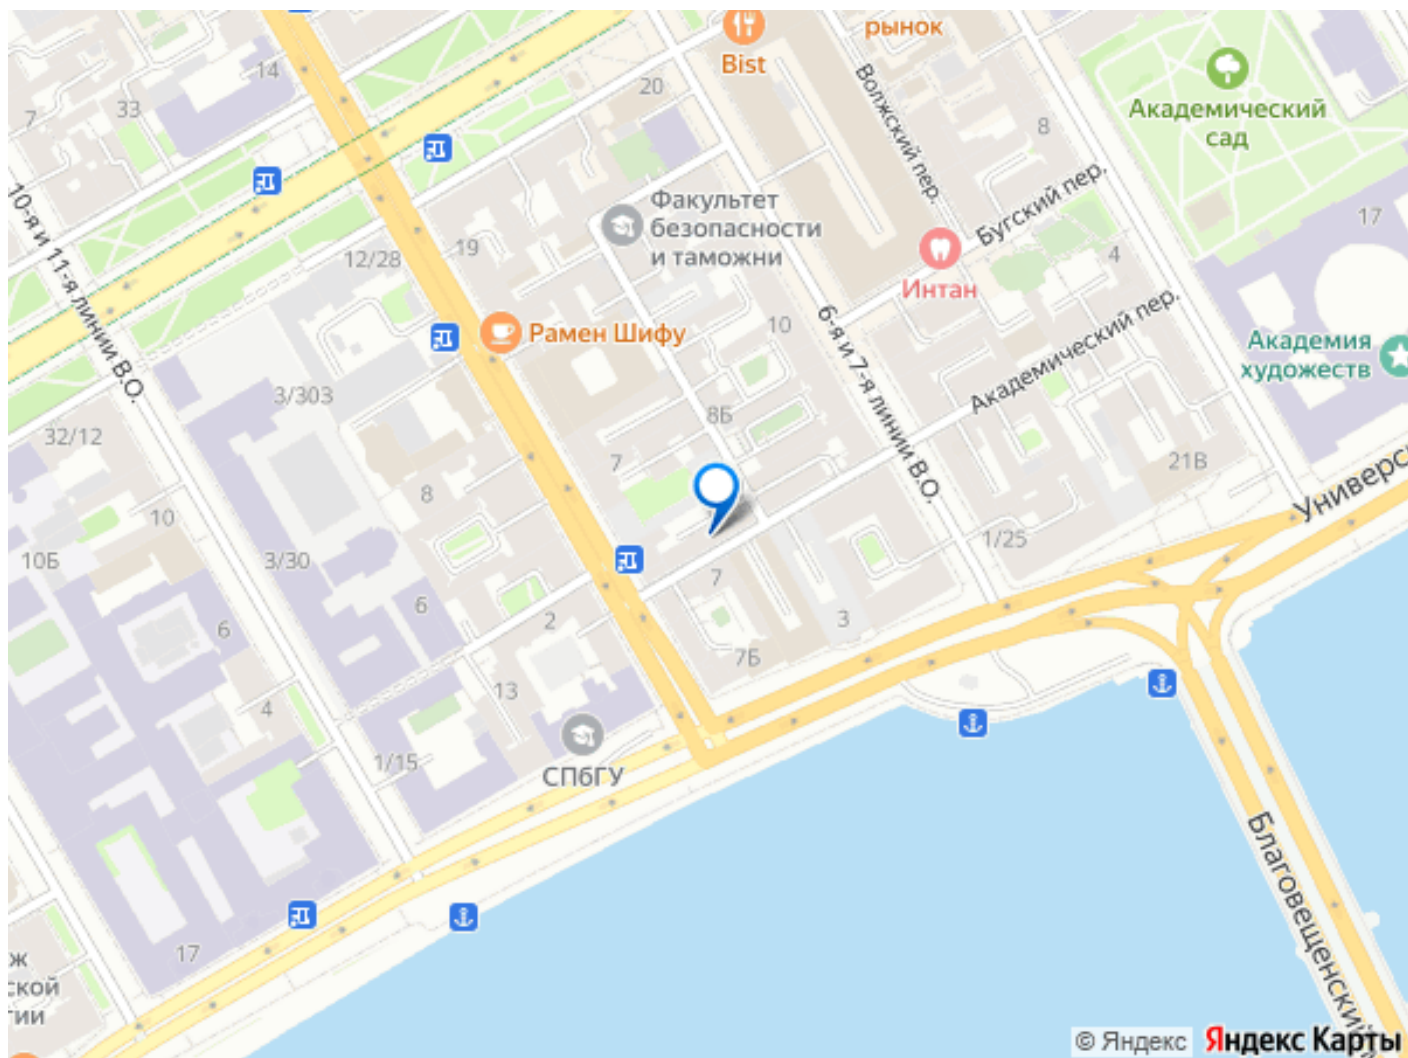 рынок
Bist
14
20
33
7
Волжский пер.
Академический
сад
8
Бугский пер.
Факультет
безопасности
и таможни
10-я и 11-я линии В.О.
19
12/28
17
4
Интан
Рамен Шифу
10
6-я и 7-я линии В.О.
Академический пер.
Академия
художеств
3/303
8Б
32/12
7
21В
8
10
Универс
10Б
3/30
1/25
7
6
2
3
6
7Б
13
4
1/15
СПбГУ
Благовещенский
17
ж
ской
гии
© Яндекс
Яндекс Карты